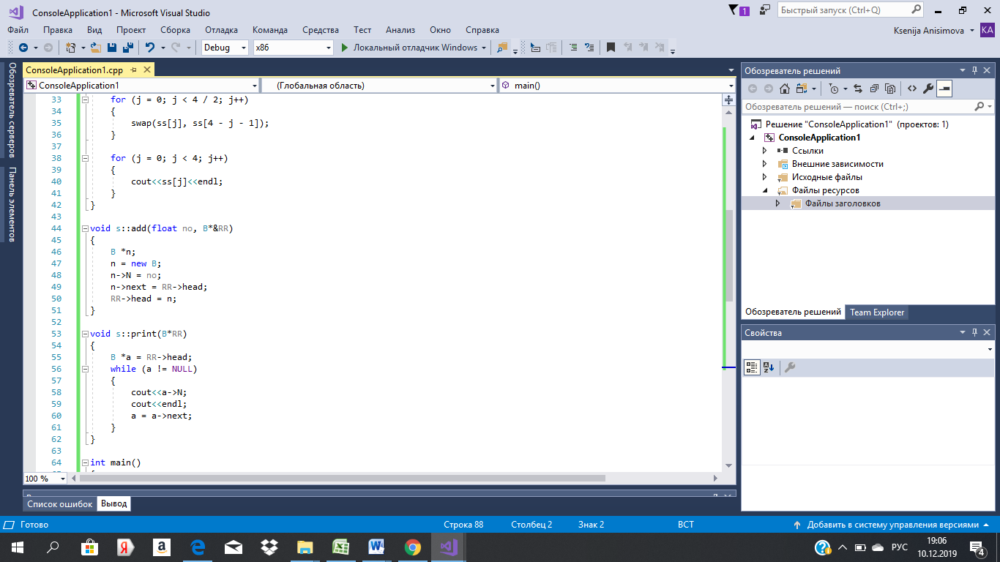 ConsoleApplication1 - Microsoft Visual Studio
1
Быстрый запуск (Ctrl+Q)
Файл Правка Вид Проект Сборка Отладка Команда Средства Тест Анализ Окно Справка
Ksenija Anisimova KA
Debug x86 Локальный отладчик Windows
Обозреватель серверов
Панель элементов
ConsoleApplication1.cpp
ConsoleApplication1 (Глобальная область) main()
33 for (j = 0; j < 4 / 2; j++)
34 {
35 swap(ss[j], ss[4 - j - 1]);
36 }
37
38 for (j = 0; j < 4; j++)
39 {
40 cout<<ss[j]<<endl;
41 }
42 }
43
44 void s::add(float no, B*&RR)
45 {
46 B *n;
47 n = new B;
48 n->N = no;
49 n->next = RR->head;
50 RR->head = n;
51 }
52
53 void s::print(B*RR)
54 {
55 B *a = RR->head;
56 while (a != NULL)
57 {
58 cout<<a->N;
59 cout<<endl;
60 a = a->next;
61 }
62 }
63
64 int main()
100 %
Список ошибок Вывод
Обозреватель решений
Обозреватель решений — поиск (Ctrl+;)
Решение "ConsoleApplication1" (проектов: 1)
ConsoleApplication1
Ссылки
Внешние зависимости
Исходные файлы
Файлы ресурсов
Файлы заголовков
Обозреватель решений Team Explorer
Свойства
Готово Строка 88 Столбец 2 Знак 2 ВСТ Добавить в систему управления версиями
РУС
19:06
10.12.2019
4